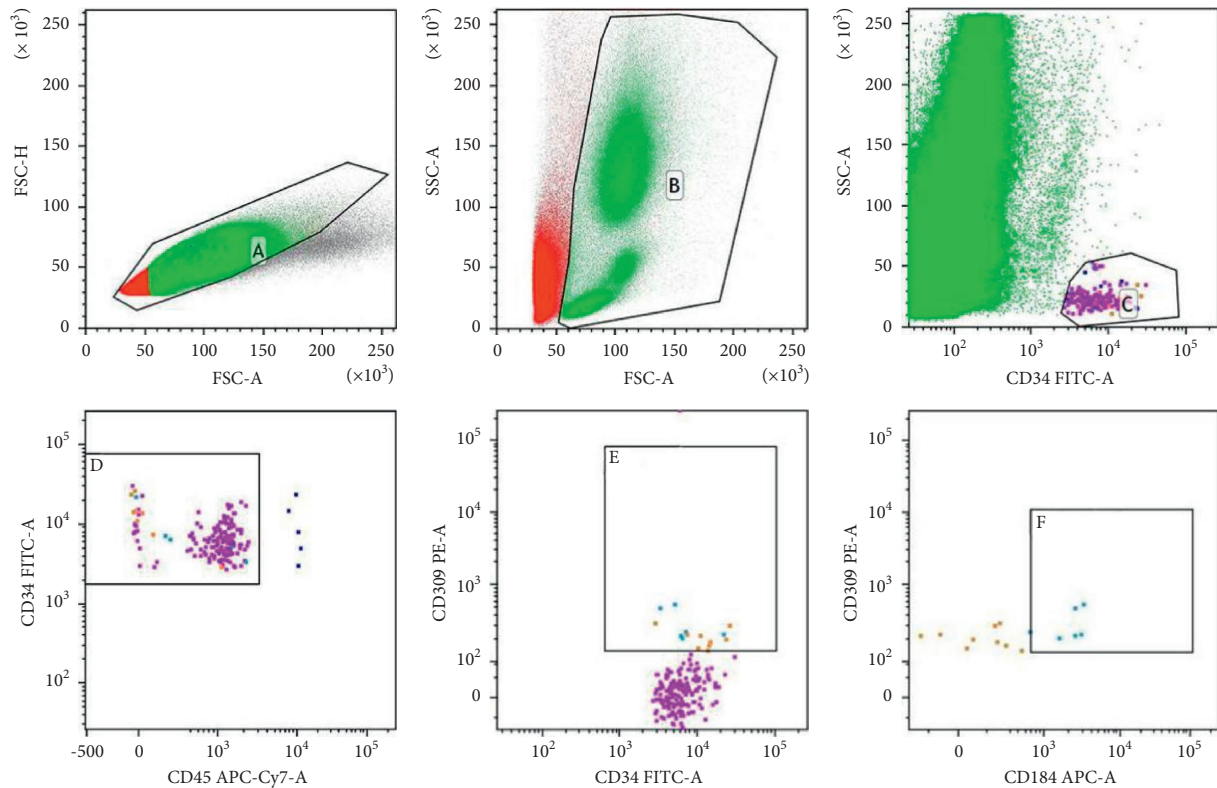 (× 10³)
250
200
150
100
50
0
FSC-H
A
0 50 100 150 200 250
FSC-A (×10³)
(× 10³)
250
200
150
100
50
0
SSC-A
B
0 50 100 150 200 250
FSC-A (×10³)
(× 10³)
250
200
150
100
50
0
SSC-A
C
10² 10³ 10⁴ 10⁵
CD34 FITC-A
D
10⁵
10⁴
10³
10²
CD34 FITC-A
-500 0 10³ 10⁴ 10⁵
CD45 APC-Cy7-A
E
10⁵
10⁴
10³
10²
0
CD309 PE-A
10² 10³ 10⁴ 10⁵
CD34 FITC-A
F
10⁵
10⁴
10³
10²
0
CD309 PE-A
0 10³ 10⁴ 10⁵
CD184 APC-A